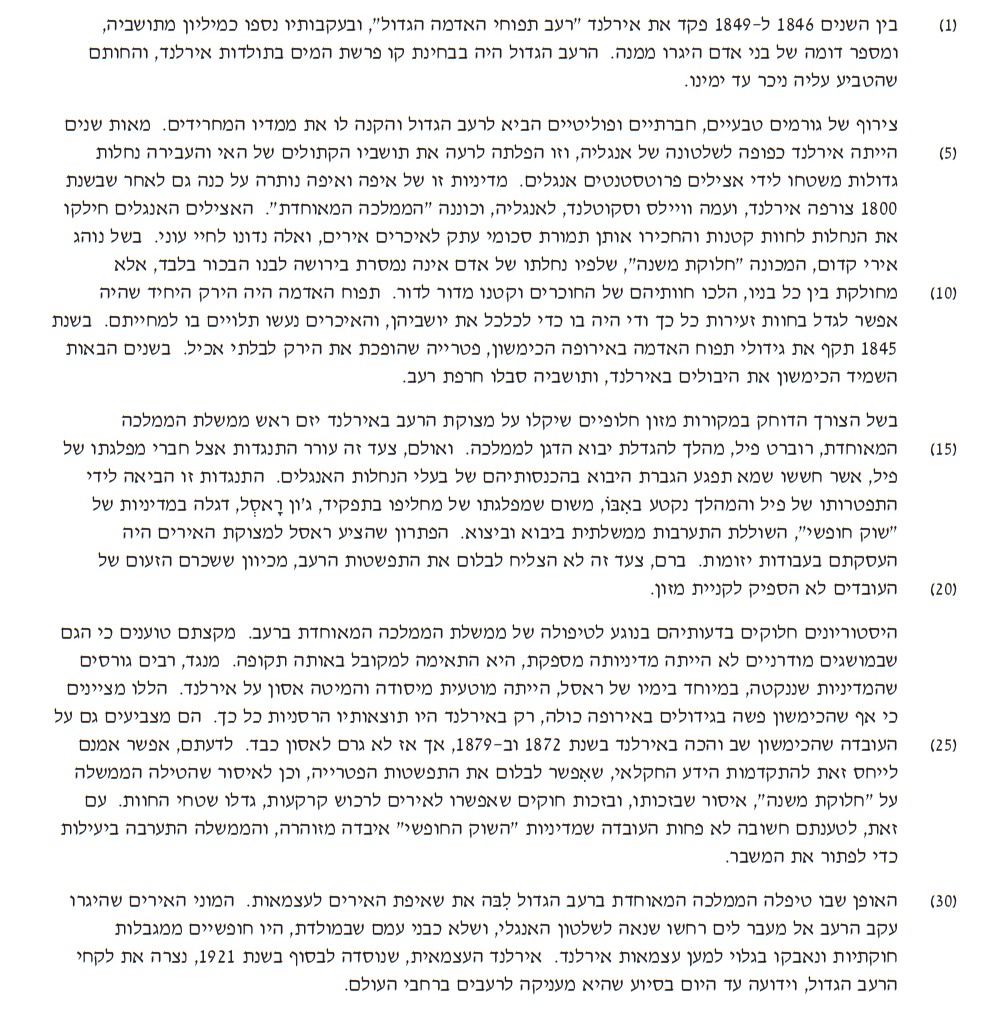 (1) בין השנים 1846 ל–1849 פקד את אירלנד "רעב תפוחי האדמה הגדול", ובעקבותיו נספו כמיליון מתושביה,
ומספר דומה של בני אדם היגרו ממנה. הרעב הגדול היה בבחינת קו פרשת המים בתולדות אירלנד, והחותם
שהטביע עליה ניכר עד ימינו.
צירוף של גורמים טבעיים, חברתיים ופוליטיים הביא לרעב הגדול והקנה לו את ממדיו המחרידים. מאות שנים
(5) הייתה אירלנד כפופה לשלטונה של אנגליה, וזו הפלתה לרעה את תושביו הקתולים של האי והעבירה נחלות
גדולות משטחו לידי אצילים פרוטסטנטים אנגלים. מדיניות זו של איפה ואיפה נותרה על כנה גם לאחר שבשנת
1800 צורפה אירלנד, ועמה וויילס וסקוטלנד, לאנגליה, וכוננה "הממלכה המאוחדת". האצילים האנגלים חילקו
את הנחלות לחוות קטנות והחכירו אותן תמורת סכומי עתק לאיכרים אירים, ואלה נדונו לחיי עוני. בשל נוהג
אירי קדום, המכונה "חלוקת משנה", שלפיו נחלתו של אדם אינה נמסרת בירושה לבנו הבכור בלבד, אלא
(10) מחולקת בין כל בניו, הלכו חוותיהם של החוכרים וקטנו מדור לדור. תפוח האדמה היה הירק היחיד שהיה
אפשר לגדל בחוות זעירות כל כך ודי היה בו כדי לכלכל את יושביהן, והאיכרים נעשו תלויים בו למחייתם. בשנת
1845 תקף את גידולי תפוח האדמה באירופה הכימשון, פטרייה שהופכת את הירק לבלתי אכיל. בשנים הבאות
השמיד הכימשון את היבולים באירלנד, ותושביה סבלו חרפת רעב.
בשל הצורך הדוחק במקורות מזון חלופיים שיקלו על מצוקת הרעב באירלנד יזם ראש ממשלת הממלכה
(15) המאוחדת, רוברט פיל, מהלך להגדלת יבוא הדגן לממלכה. ואולם, צעד זה עורר התנגדות אצל חברי מפלגתו של
פיל, אשר חששו שמא תפגע הגברת היבוא בהכנסותיהם של בעלי הנחלות האנגלים. התנגדות זו הביאה לידי
התפטרותו של פיל והמהלך נקטע באִבּוֹ, משום שמפלגתו של מחליפו בתפקיד, ג'ון רָאסֶל, דגלה במדיניות של
"שוק חופשי", השוללת התערבות ממשלתית ביבוא וביצוא. הפתרון שהציע ראסל למצוקת האירים היה
העסקתם בעבודות יזומות. ברם, צעד זה לא הצליח לבלום את התפשטות הרעב, מכיוון ששכרם הזעום של
(20) העובדים לא הספיק לקניית מזון.
היסטוריונים חלוקים בדעותיהם בנוגע לטיפולה של ממשלת הממלכה המאוחדת ברעב. מקצתם טוענים כי הגם
שבמושגים מודרניים לא הייתה מדיניותה מספקת, היא התאימה למקובל באותה תקופה. מנגד, רבים גורסים
שהמדיניות שננקטה, במיוחד בימיו של ראסל, הייתה מוטעית מיסודה והמיטה אסון על אירלנד. הללו מציינים
כי אף שהכימשון פשה בגידולים באירופה כולה, רק באירלנד היו תוצאותיו הרסניות כל כך. הם מצביעים גם על
(25) העובדה שהכימשון שב והכה באירלנד בשנת 1872 וב–1879, אך אז לא גרם לאסון כבד. לדעתם, אפשר אמנם
לייחס זאת להתקדמות הידע החקלאי, שאִפשר לבלום את התפשטות הפטרייה, וכן לאיסור שהטילה הממשלה
על "חלוקת משנה", איסור שבזכותו, ובזכות חוקים שאפשרו לאירים לרכוש קרקעות, גדלו שטחי החוות. עם
זאת, לטענתם חשובה לא פחות העובדה שמדיניות "השוק החופשי" איבדה מזוהרה, והממשלה התערבה ביעילות
כדי לפתור את המשבר.
(30) האופן שבו טיפלה הממלכה המאוחדת ברעב הגדול לִבּה את שאיפת האירים לעצמאות. המוני האירים שהיגרו
עקב הרעב אל מעבר לים רחשו שנאה לשלטון האנגלי, ושלא כבני עמם שבמולדת, היו חופשיים ממגבלות
חוקתיות ונאבקו בגלוי למען עצמאות אירלנד. אירלנד העצמאית, שנוסדה לבסוף בשנת 1921, נצרה את לקחי
הרעב הגדול, וידועה עד היום בסיוע שהיא מעניקה לרעבים ברחבי העולם.